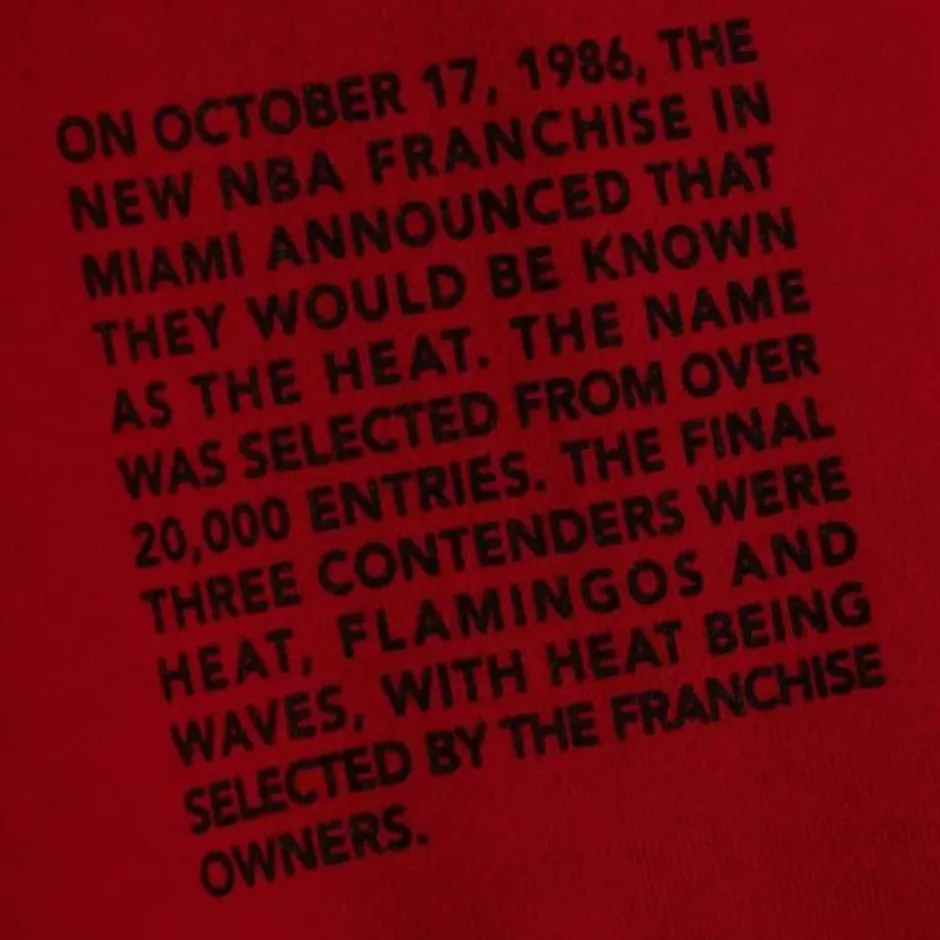 ON OCTOBER 17, 1986, THE
NEW NBA FRANCHISE IN
MIAMI ANNOUNCED THAT
THEY WOULD BE KNOWN
AS THE HEAT. THE NAME
WAS SELECTED FROM OVER
20,000 ENTRIES. THE FINAL
THREE CONTENDERS WERE
HEAT, FLAMINGOS AND
WAVES, WITH HEAT BEING
SELECTED BY THE FRANCHISE
OWNERS.